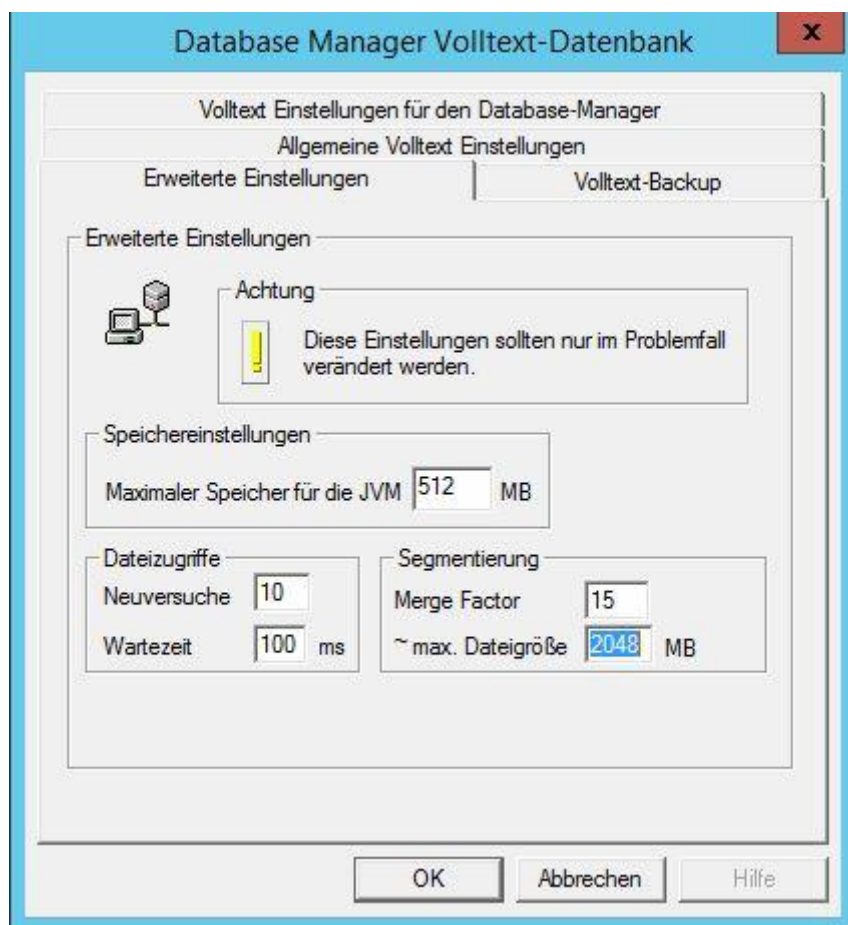 Database Manager Volltext-Datenbank
x
Volltext Einstellungen für den Database-Manager
Allgemeine Volltext Einstellungen
Erweiterte Einstellungen
Volltext-Backup
Erweiterte Einstellungen
Achtung
!
Diese Einstellungen sollten nur im Problemfall
verändert werden.
Speichereinstellungen
Maximaler Speicher für die JVM 512 MB
Dateizugriffe
Neuversuche 10
Wartezeit 100 ms
Segmentierung
Merge Factor 15
~ max. Dateigröße 2048 MB
OK
Abbrechen
Hilfe